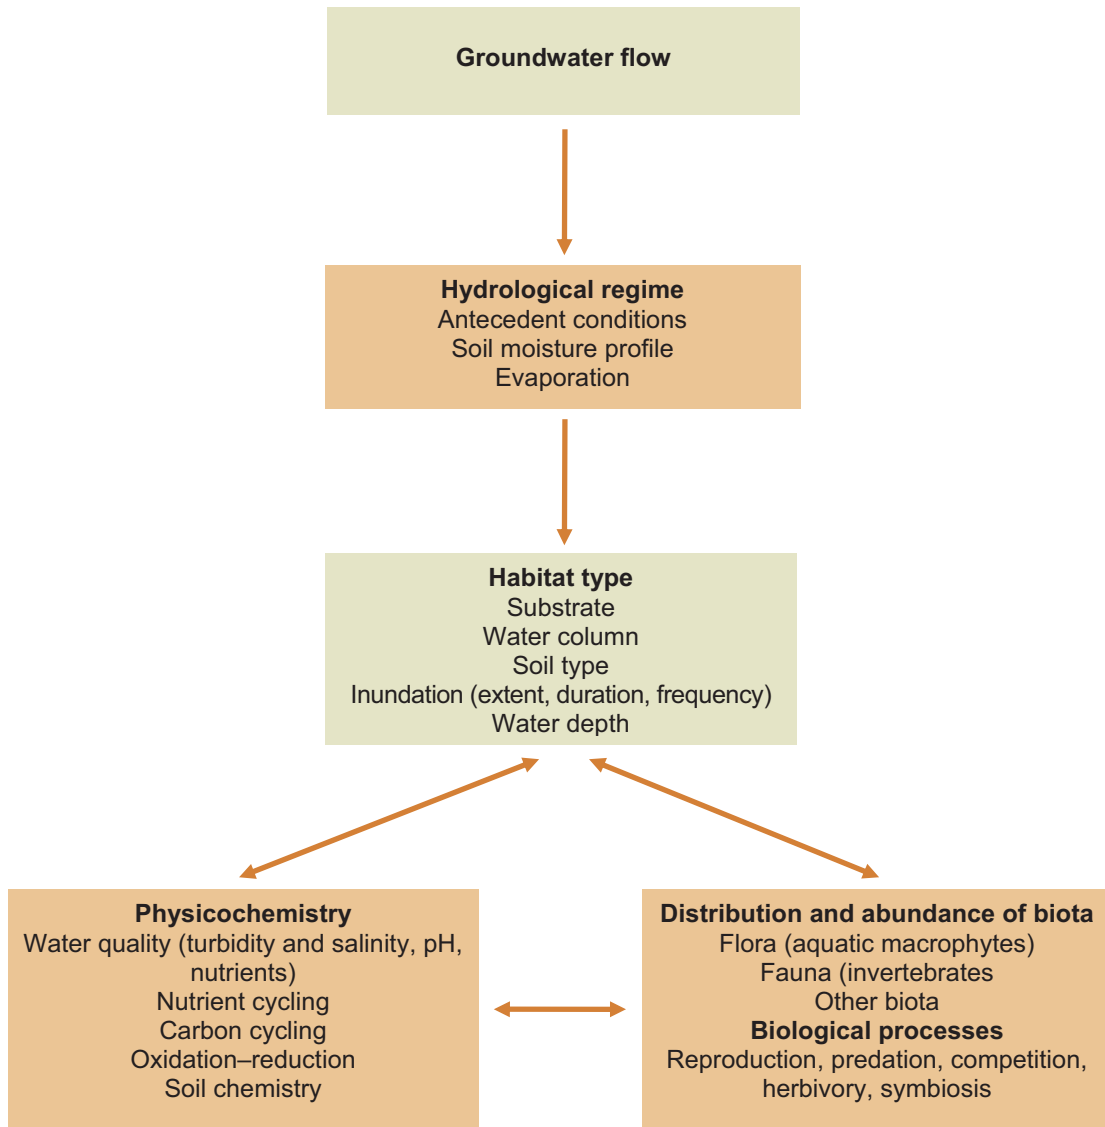 Groundwater flow
Hydrological regime
Antecedent conditions
Soil moisture profile
Evaporation
Habitat type
Substrate
Water column
Soil type
Inundation (extent, duration, frequency)
Water depth
Physicochemistry
Water quality (turbidity and salinity, pH,
nutrients)
Nutrient cycling
Carbon cycling
Oxidation–reduction
Soil chemistry
Distribution and abundance of biota
Flora (aquatic macrophytes)
Fauna (invertebrates
Other biota
Biological processes
Reproduction, predation, competition,
herbivory, symbiosis